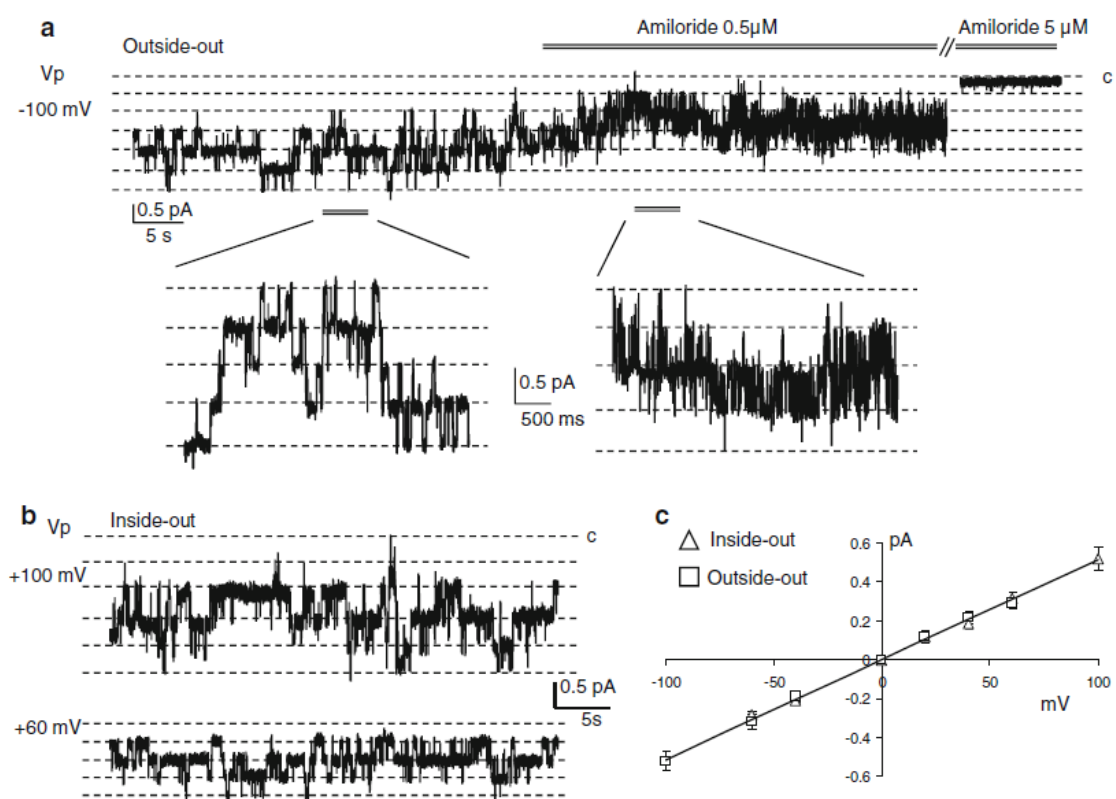 a
Outside-out
Amiloride 0.5µM
Amiloride 5 µM
Vp
c
-100 mV
0.5 pA
5 s
0.5 pA
500 ms
b
Vp
Inside-out
c
+100 mV
0.5 pA
5s
+60 mV
c
Inside-out
Outside-out
pA
0.6
0.4
0.2
0
-0.2
-0.4
-0.6
-100
-50
0
50
100
mV